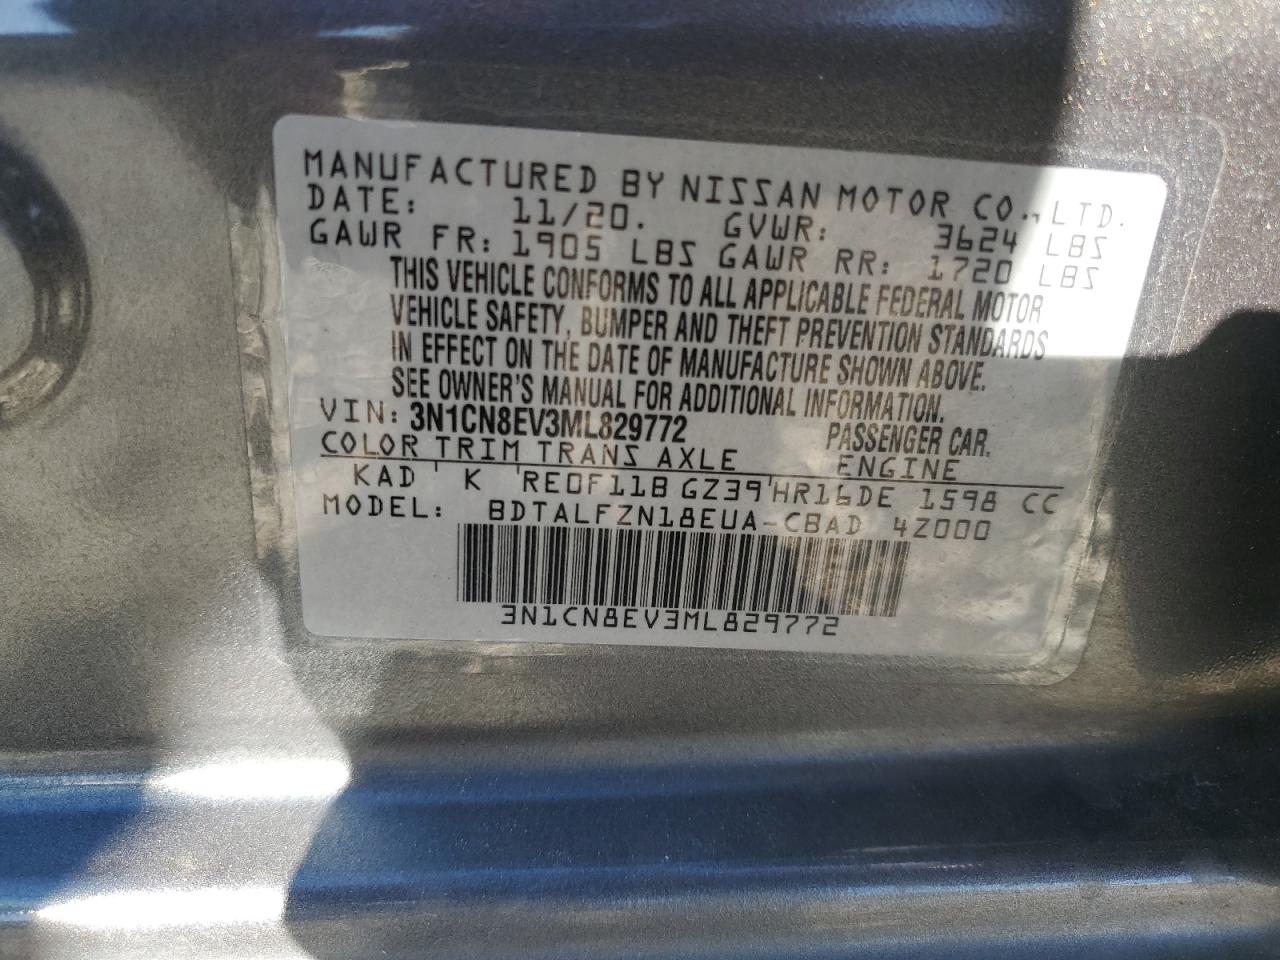 MANUFACTURED BY NISSAN MOTOR CO., LTD.
DATE: 11/20. GVWR: 3624 LBS
GAWR FR: 1905 LBS GAWR RR: 1720 LBS
THIS VEHICLE CONFORMS TO ALL APPLICABLE FEDERAL MOTOR
VEHICLE SAFETY, BUMPER AND THEFT PREVENTION STANDARDS
IN EFFECT ON THE DATE OF MANUFACTURE SHOWN ABOVE.
SEE OWNER'S MANUAL FOR ADDITIONAL INFORMATION.
VIN: 3N1CN8EV3ML829772 PASSENGER CAR.
COLOR TRIM TRANS AXLE ENGINE
KAD ' K 'RE0F11B GZ39'HR16DE 1598 CC
MODEL: BDTALFZN18EUA-CBAD 4Z000
3N1CN8EV3ML829772